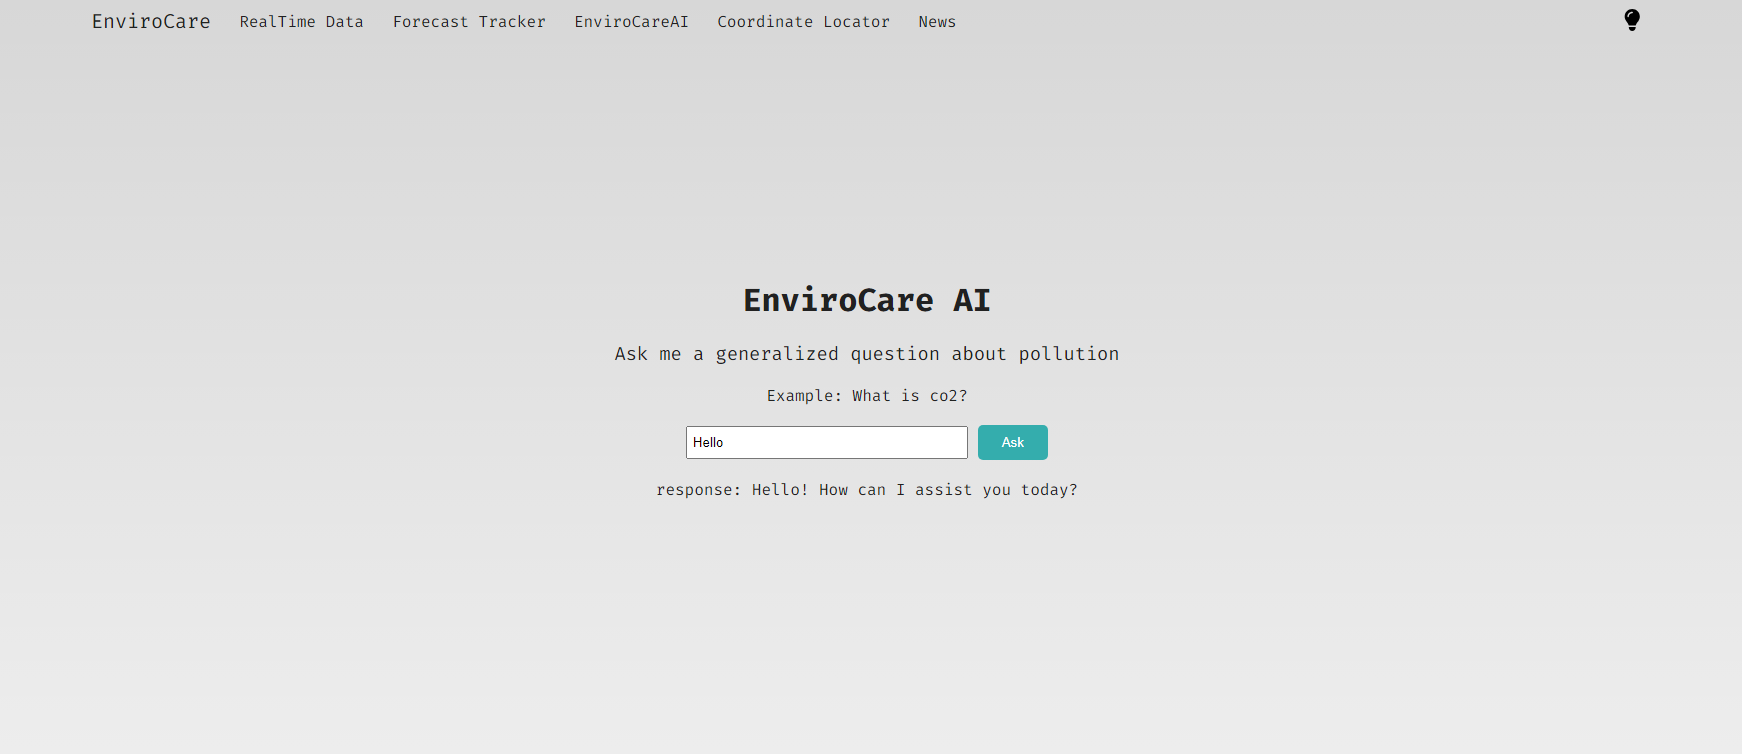 EnviroCare RealTime Data Forecast Tracker EnviroCareAI Coordinate Locator News
EnviroCare AI
Ask me a generalized question about pollution
Example: What is co2?
Hello Ask
response: Hello! How can I assist you today?